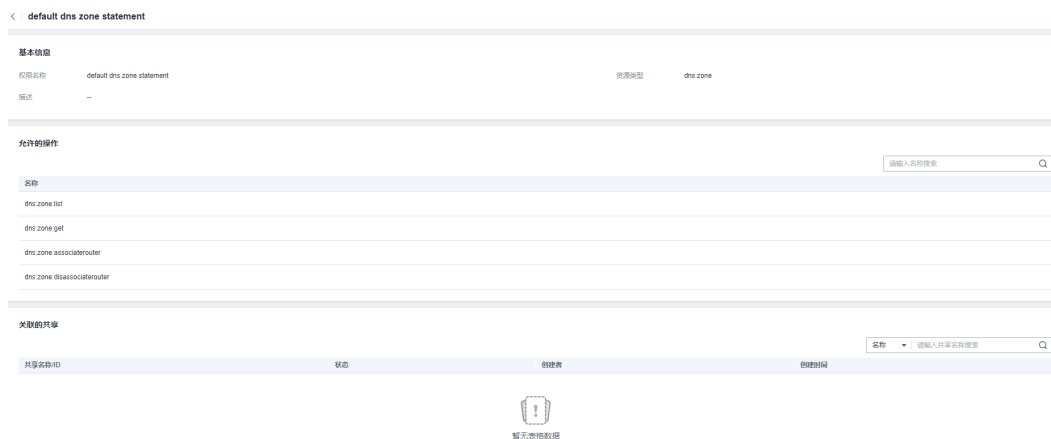 default dns zone statement
基本信息
权限名称 default dns zone statement 资源类型 dns:zone
描述 --
允许的操作
请输入名称搜索
名称
dns:zone:list
dns:zone:get
dns:zone:associaterouter
dns:zone:disassociaterouter
关联的共享
名称 请输入共享名称搜索
共享名称/ID 状态 创建者 创建时间
暂无表格数据